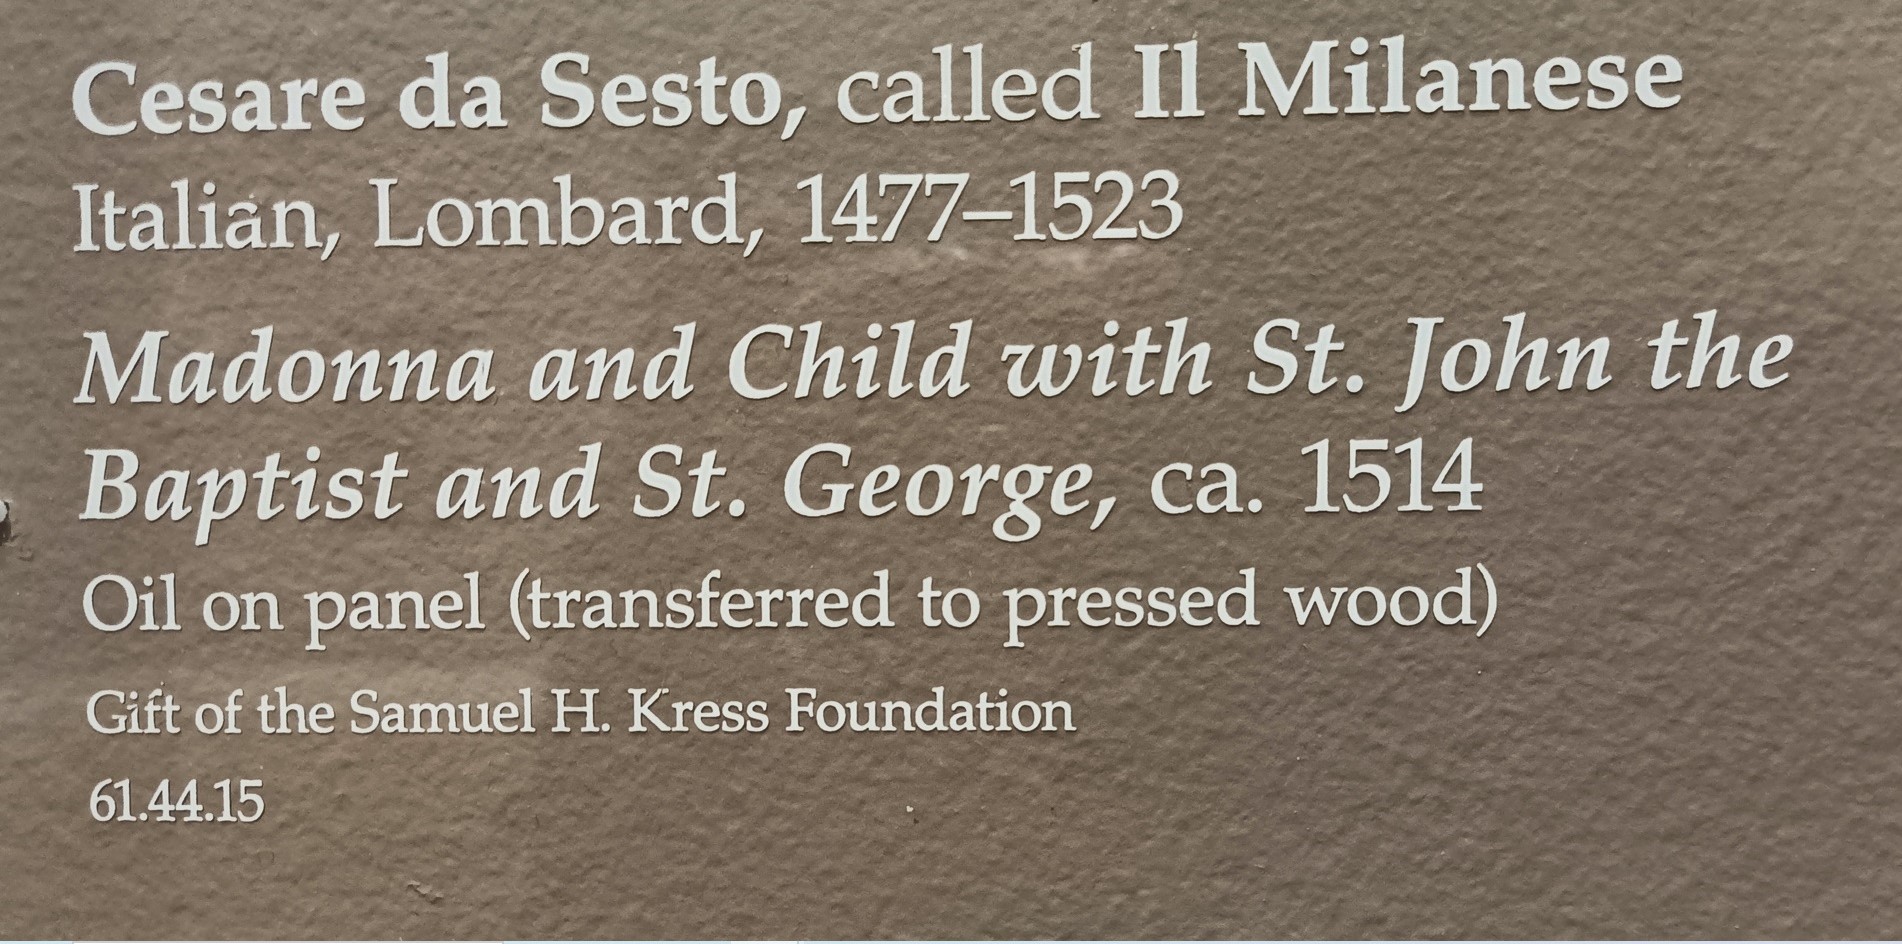 Cesare da Sesto, called Il Milanese
Italian, Lombard, 1477–1523
Madonna and Child with St. John the
Baptist and St. George, ca. 1514
Oil on panel (transferred to pressed wood)
Gift of the Samuel H. Kress Foundation
61.44.15